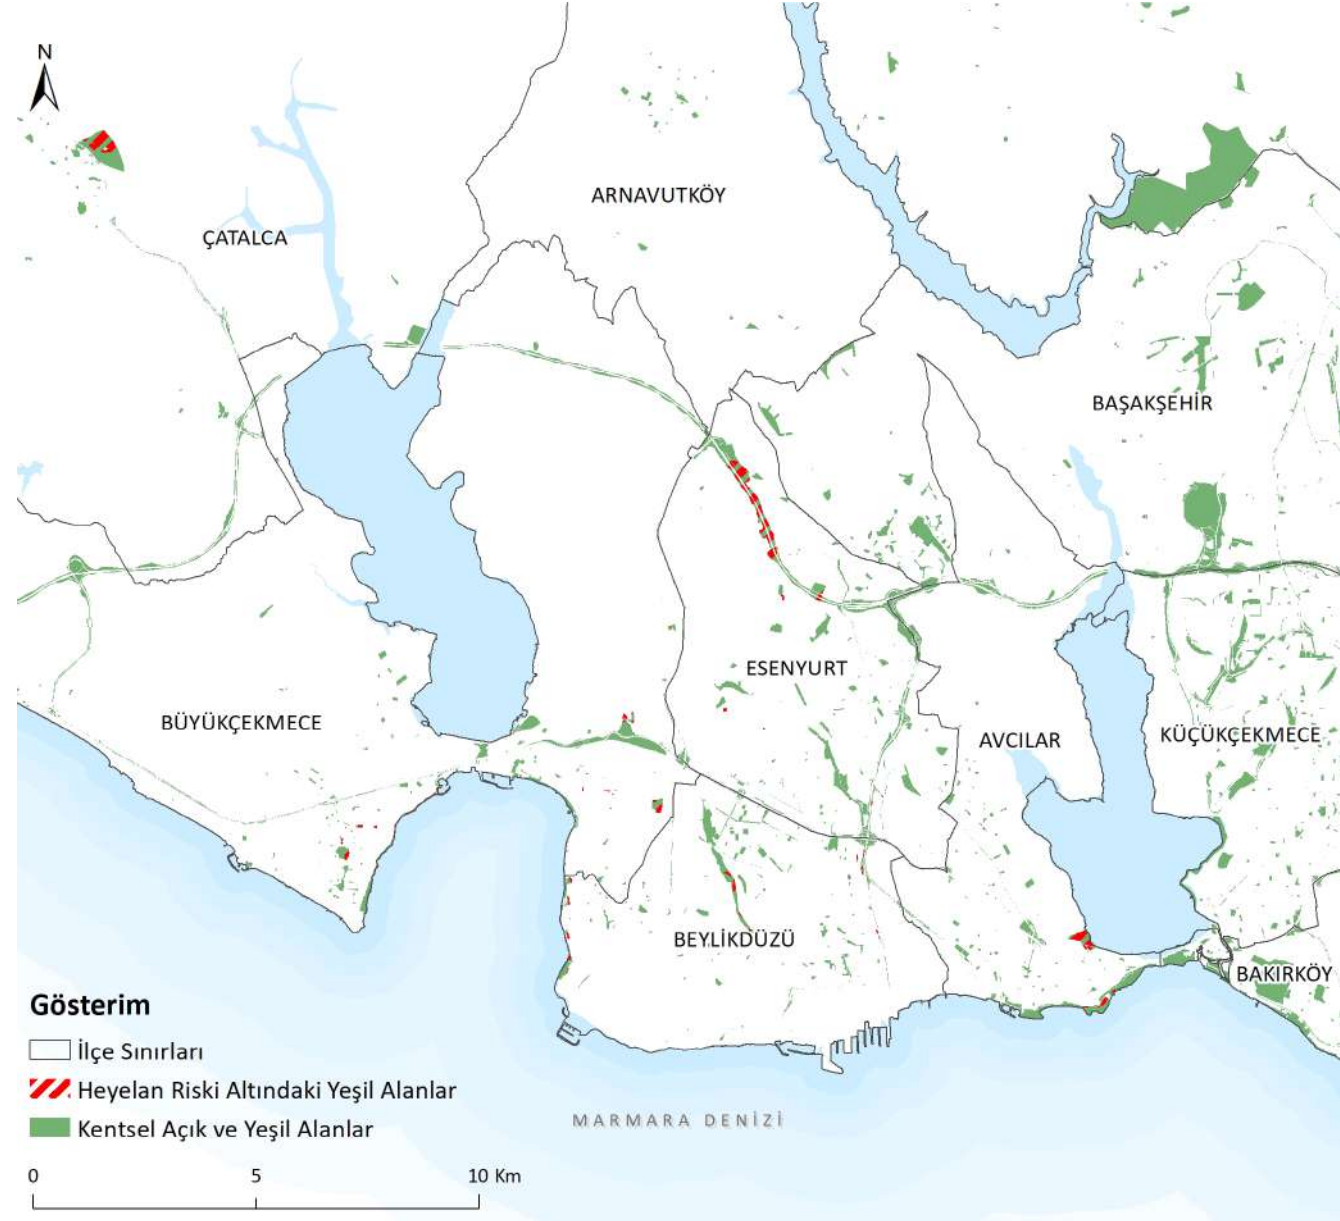 N
ARNAVUTKÖY
ÇATALCA
BAŞAKŞEHİR
ESENYURT
BÜYÜKÇEKMECE
AVCILAR
KÜÇÜKÇEKMECE
BEYLİKDÜZÜ
BAKIRKÖY
Gösterim
İlçe Sınırları
Heyelan Riski Altındaki Yeşil Alanlar
Kentsel Açık ve Yeşil Alanlar
MARMARA DENİZİ
0 5 10 Km